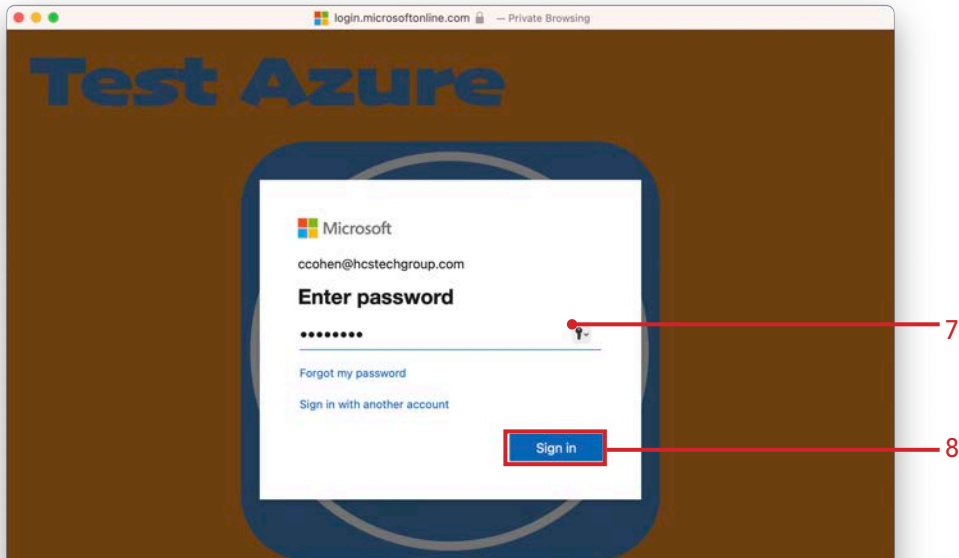 login.microsoftonline.com — Private Browsing
Test Azure
Microsoft
ccohen@hcstechgroup.com
Enter password
••••••••
7
Forgot my password
Sign in with another account
Sign in
8